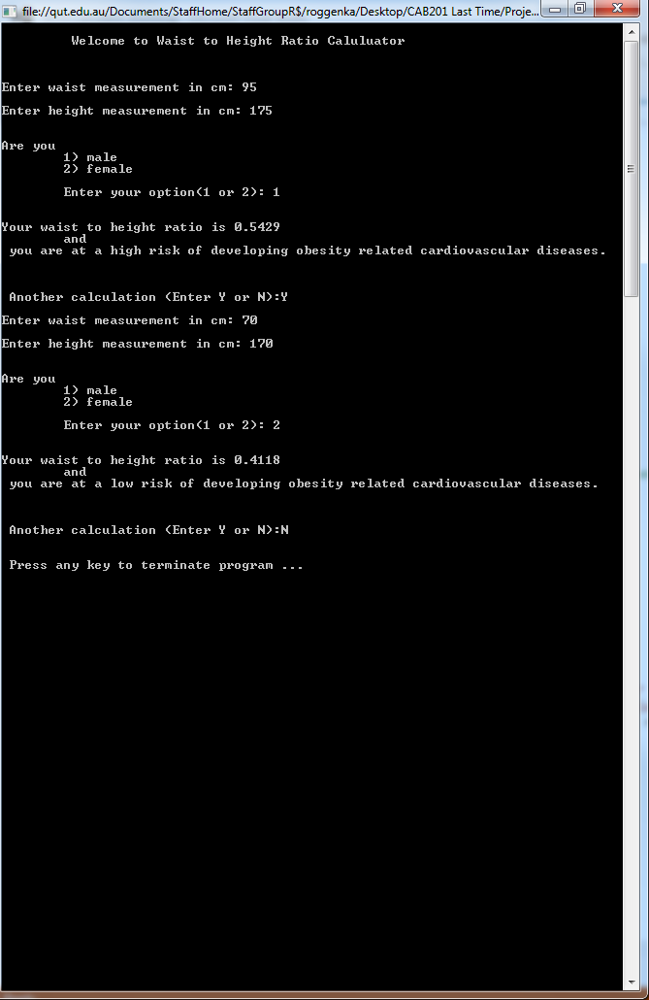 file://qut.edu.au/Documents/StaffHome/StaffGroupR$/roggenka/Desktop/CAB201 Last Time/Proje...
Welcome to Waist to Height Ratio Caluluator
Enter waist measurement in cm: 95
Enter height measurement in cm: 175
Are you
1) male
2) female
Enter your option(1 or 2): 1
Your waist to height ratio is 0.5429
and
you are at a high risk of developing obesity related cardiovascular diseases.
Another calculation (Enter Y or N):Y
Enter waist measurement in cm: 70
Enter height measurement in cm: 170
Are you
1) male
2) female
Enter your option(1 or 2): 2
Your waist to height ratio is 0.4118
and
you are at a low risk of developing obesity related cardiovascular diseases.
Another calculation (Enter Y or N):N
Press any key to terminate program ...